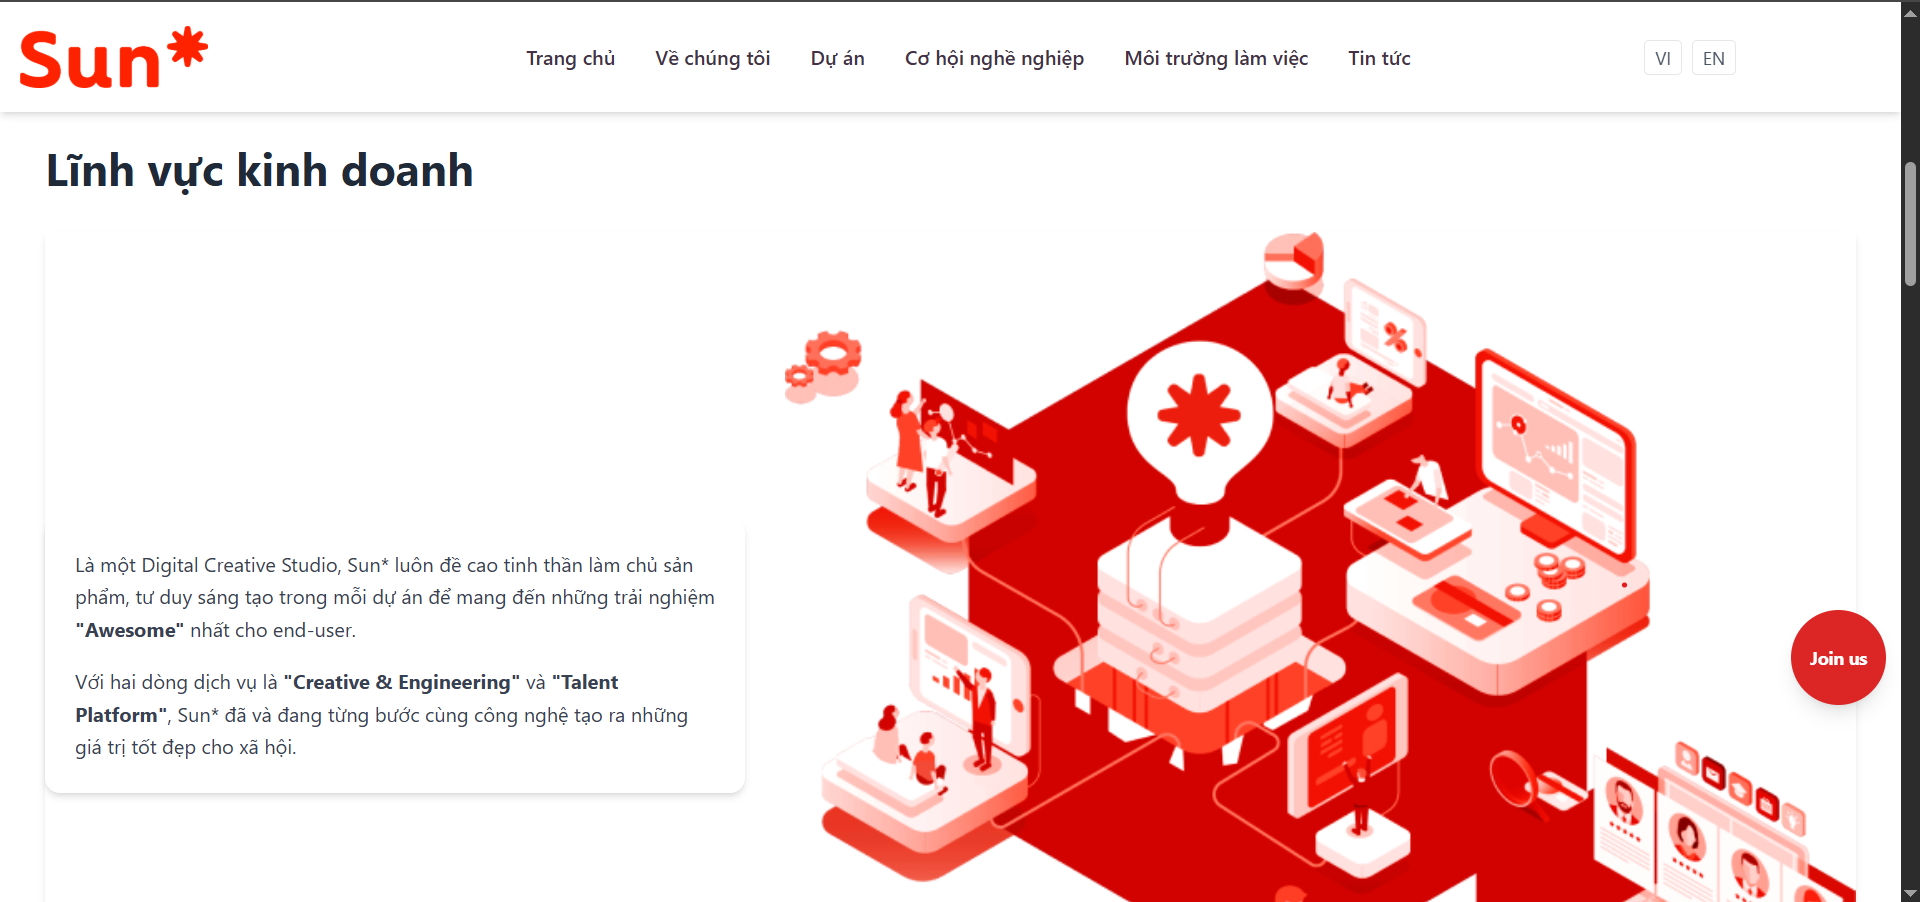 Sun*
Trang chủ
Về chúng tôi
Dự án
Cơ hội nghề nghiệp
Môi trường làm việc
Tin tức
VI
EN
Lĩnh vực kinh doanh
Là một Digital Creative Studio, Sun* luôn đề cao tinh thần làm chủ sản
phẩm, tư duy sáng tạo trong mỗi dự án để mang đến những trải nghiệm
"Awesome" nhất cho end-user.
Với hai dòng dịch vụ là "Creative & Engineering" và "Talent
Platform", Sun* đã và đang từng bước cùng công nghệ tạo ra những
giá trị tốt đẹp cho xã hội.
%
Join us